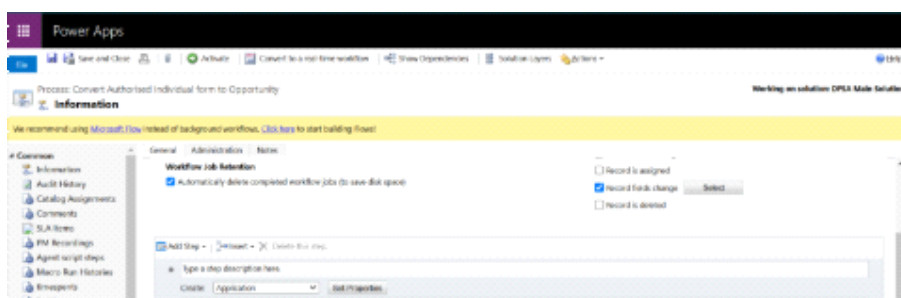 Power Apps
File
Save and Close
Activate
Convert to a real-time workflow
Show Dependencies
Solution Layers
Actions
Help
Process: Convert Authorised Individual form to Opportunity
Information
Working on solution: DPSA Main Solution
We recommend using Microsoft Flow instead of background workflows. Click here to start building Flows!
Common
Information
Audit History
Catalog Assignments
Comments
SLA Items
PM Recordings
Agent script steps
Macro Run Histories
Timeposts
General Administration Notes
Workflow Job Retention
Automatically delete completed workflow jobs (to save disk space)
Record is assigned
Record fields change
Select
Record is deleted
Add Step
Insert
Delete this step.
Type a step description here.
Create:
Application
Set Properties